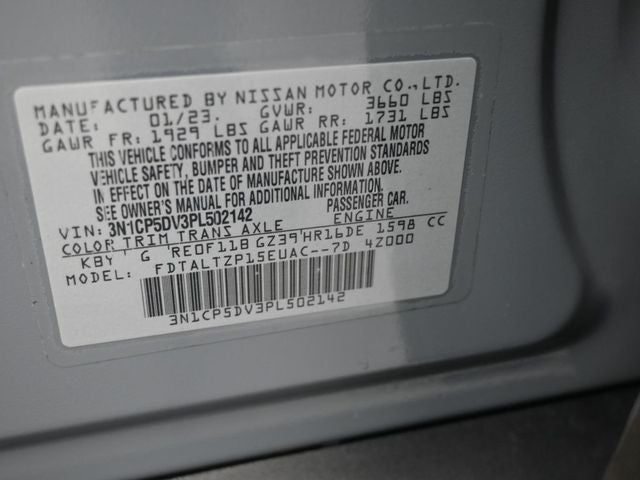 MANUFACTURED BY NISSAN MOTOR CO.,LTD.
DATE: 01/23. GVWR: 3660 LBS
GAWR FR: 1929 LBS GAWR RR: 1731 LBS
THIS VEHICLE CONFORMS TO ALL APPLICABLE FEDERAL MOTOR
VEHICLE SAFETY, BUMPER AND THEFT PREVENTION STANDARDS
IN EFFECT ON THE DATE OF MANUFACTURE SHOWN ABOVE.
SEE OWNER'S MANUAL FOR ADDITIONAL INFORMATION.
VIN: 3N1CP5DV3PL502142 PASSENGER CAR.
COLOR TRIM TRANS AXLE ENGINE
KBY G RE0F11B GZ39 HR16DE 1598 CC
MODEL: FDTALTZP15EUAC--7D 4Z000
3N1CP5DV3PL502142